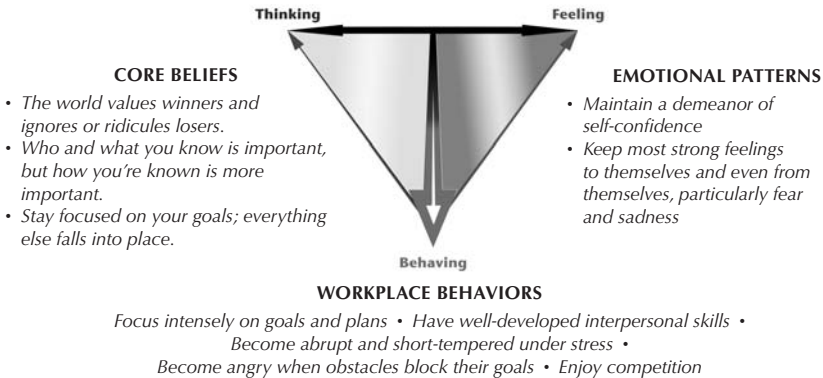 Thinking
Feeling
CORE BELIEFS
• The world values winners and
ignores or ridicules losers.
• Who and what you know is important,
but how you're known is more
important.
• Stay focused on your goals; everything
else falls into place.
EMOTIONAL PATTERNS
• Maintain a demeanor of
self-confidence
• Keep most strong feelings
to themselves and even from
themselves, particularly fear
and sadness
Behaving
WORKPLACE BEHAVIORS
Focus intensely on goals and plans • Have well-developed interpersonal skills •
Become abrupt and short-tempered under stress •
Become angry when obstacles block their goals • Enjoy competition